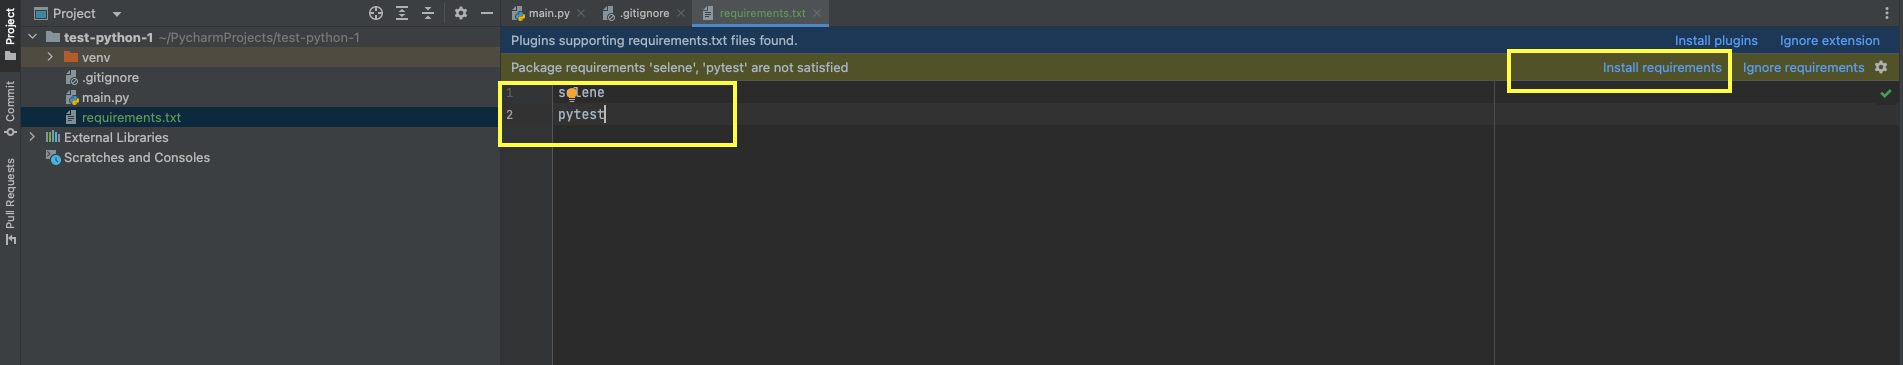 Project
Commit
Pull Requests
Project
test-python-1 ~/PycharmProjects/test-python-1
venv
.gitignore
main.py
requirements.txt
External Libraries
Scratches and Consoles
main.py .gitignore requirements.txt
Plugins supporting requirements.txt files found. Install plugins Ignore extension
Package requirements 'selene', 'pytest' are not satisfied Install requirements Ignore requirements
1 selene
2 pytest